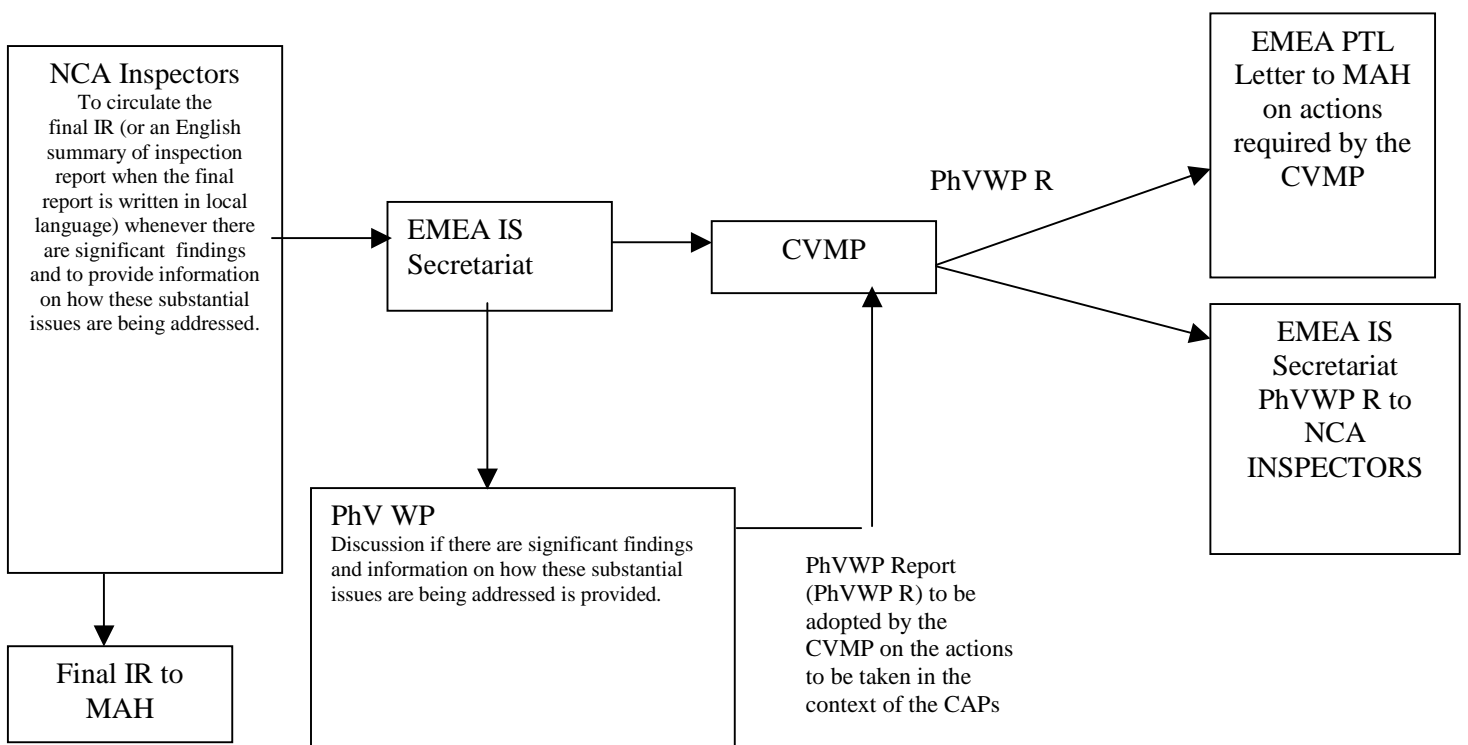 NCA Inspectors
To circulate the
final IR (or an English
summary of inspection
report when the final
report is written in local
language) whenever there
are significant findings
and to provide information
on how these substantial
issues are being addressed.
Final IR to
MAH
EMEA IS
Secretariat
PhV WP
Discussion if there are significant findings
and information on how these substantial
issues are being addressed is provided.
CVMP
PhVWP Report
(PhVWP R) to be
adopted by the
CVMP on the actions
to be taken in the
context of the CAPs
PhVWP R
EMEA PTL
Letter to MAH
on actions
required by the
CVMP
EMEA IS
Secretariat
PhVWP R to
NCA
INSPECTORS